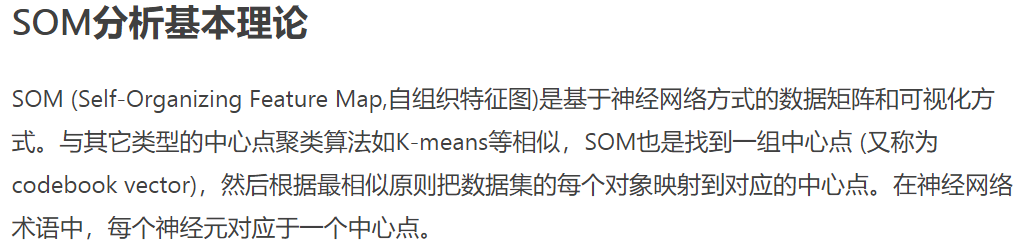 SOM分析基本理论
SOM (Self-Organizing Feature Map,自组织特征图)是基于神经网络方式的数据矩阵和可视化方
式。与其它类型的中心点聚类算法如K-means等相似，SOM也是找到一组中心点 (又称为
codebook vector)，然后根据最相似原则把数据集的每个对象映射到对应的中心点。在神经网络
术语中，每个神经元对应于一个中心点。